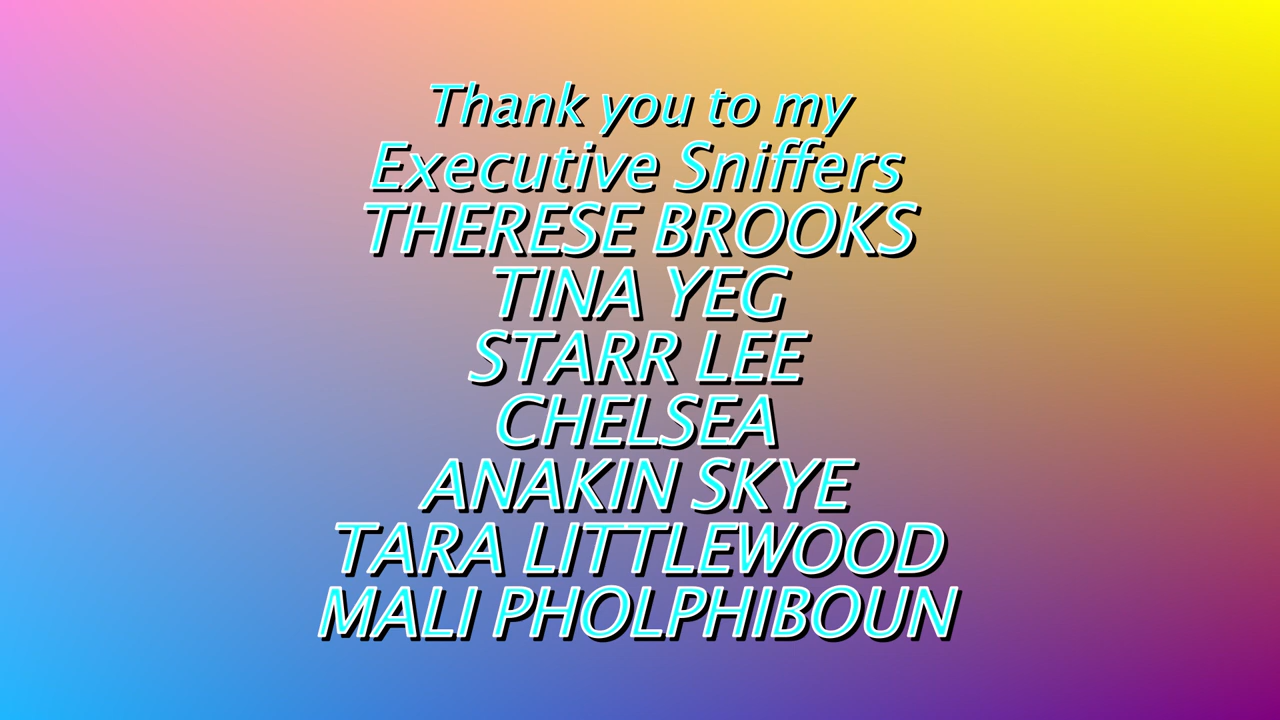 Thank you to my
Executive Sniffers
THERESE BROOKS
TINA YEG
STARR LEE
CHELSEA
ANAKIN SKYE
TARA LITTLEWOOD
MALI PHOLPHIBOUN